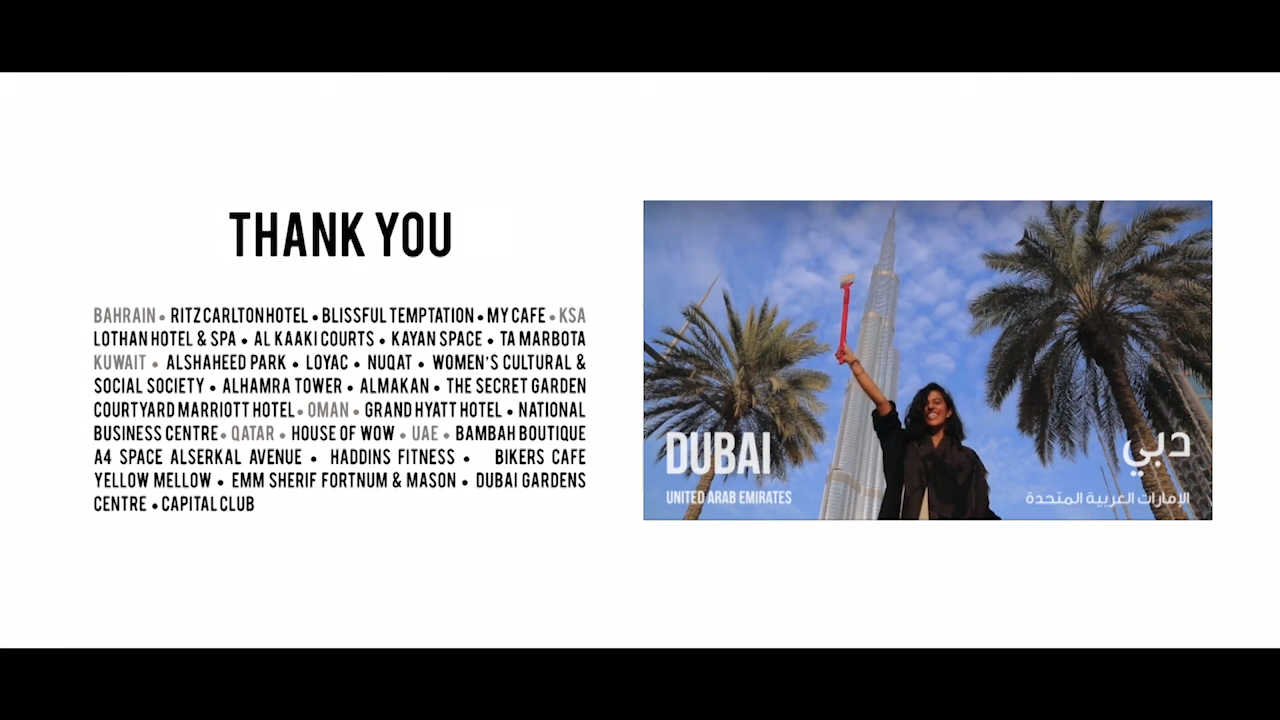 THANK YOU
BAHRAIN • RITZ CARLTON HOTEL • BLISSFUL TEMPTATION • MY CAFE • KSA
LOTHAN HOTEL & SPA • AL KAAKI COURTS • KAYAN SPACE • TA MARBOTA
KUWAIT • ALSHAHEED PARK • LOYAC • NUQAT • WOMEN'S CULTURAL &
SOCIAL SOCIETY • ALHAMRA TOWER • ALMAKAN • THE SECRET GARDEN
COURTYARD MARRIOTT HOTEL • OMAN • GRAND HYATT HOTEL • NATIONAL
BUSINESS CENTRE • QATAR • HOUSE OF WOW • UAE • BAMBAH BOUTIQUE
A4 SPACE ALSERKAL AVENUE • HADDINS FITNESS • BIKERS CAFE
YELLOW MELLOW • EMM SHERIF FORTNUM & MASON • DUBAI GARDENS
CENTRE • CAPITAL CLUB
DUBAI
UNITED ARAB EMIRATES
دبي
الإمارات العربية المتحدة